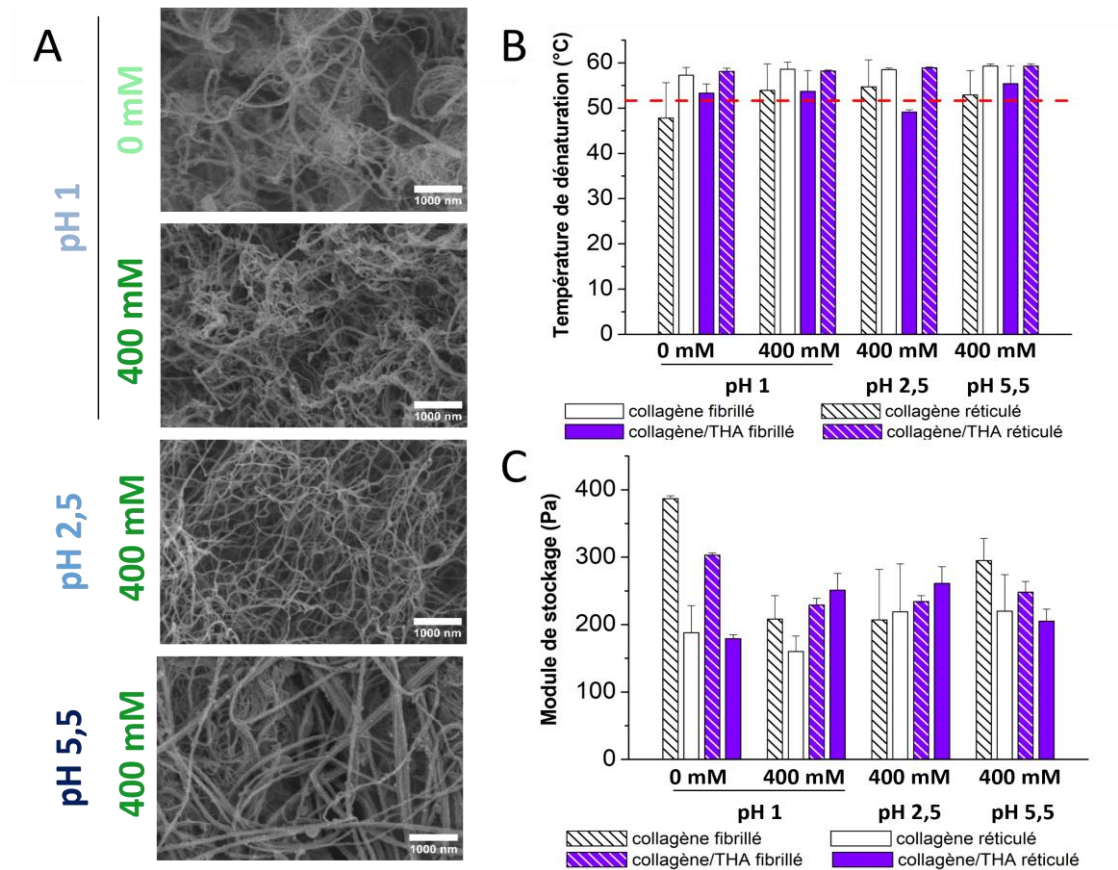 A
pH 1
0 mM
1000 nm
400 mM
1000 nm
pH 2,5
400 mM
1000 nm
pH 5,5
400 mM
1000 nm
B
Température de dénaturation (°C)
60
50
40
30
20
10
0
0 mM 400 mM 400 mM 400 mM
pH 1 pH 2,5 pH 5,5
collagène fibrillé collagène réticulé
collagène/THA fibrillé collagène/THA réticulé
C
Module de stockage (Pa)
400
300
200
100
0
0 mM 400 mM 400 mM 400 mM
pH 1 pH 2,5 pH 5,5
collagène fibrillé collagène réticulé
collagène/THA fibrillé collagène/THA réticulé